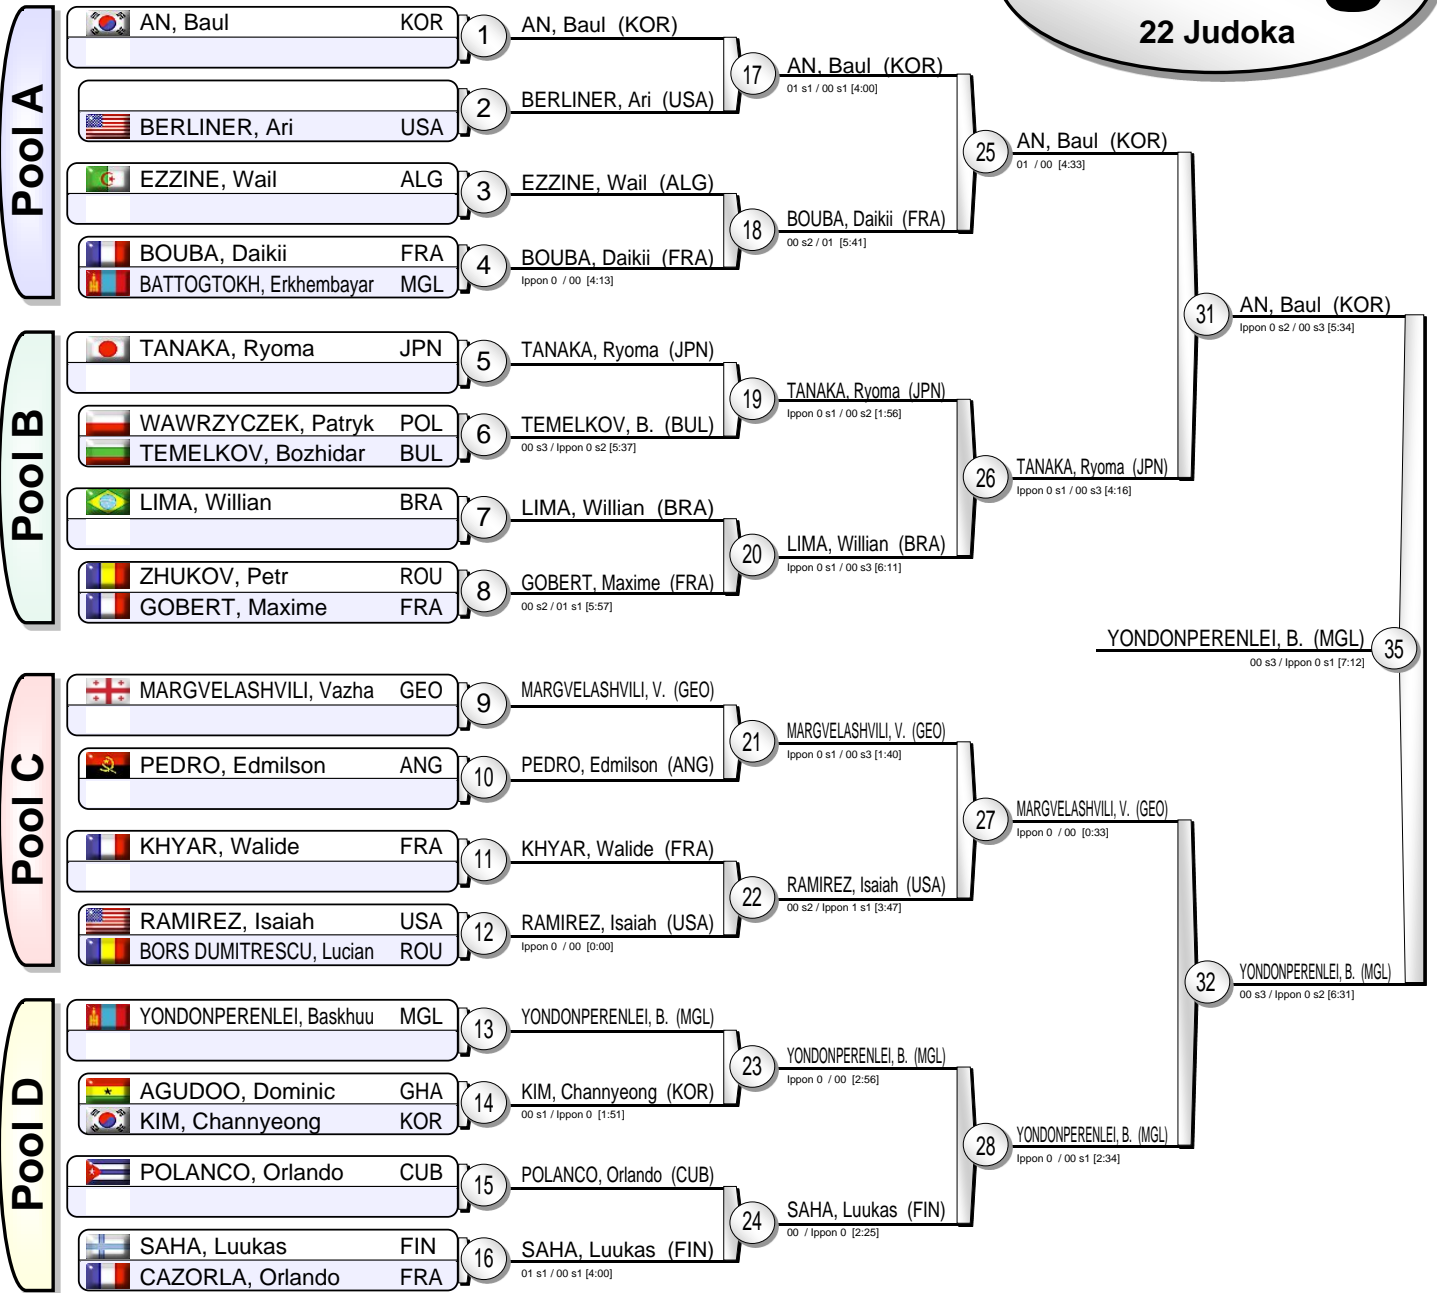 22 Judoka
Pool A
AN, Baul KOR
BERLINER, Ari USA
EZZINE, Wail ALG
BOUBA, Daikii FRA
BATTOGTOKH, Erkhembayar MGL
Pool B
TANAKA, Ryoma JPN
WAWRZYCZEK, Patryk POL
TEMELKOV, Bozhidar BUL
LIMA, Willian BRA
ZHUKOV, Petr ROU
GOBERT, Maxime FRA
Pool C
MARGVELASHVILI, Vazha GEO
PEDRO, Edmilson ANG
KHYAR, Walide FRA
RAMIREZ, Isaiah USA
BORS DUMITRESCU, Lucian ROU
Pool D
YONDONPERENLEI, Baskhuu MGL
AGUDOO, Dominic GHA
KIM, Channyeong KOR
POLANCO, Orlando CUB
SAHA, Luukas FIN
CAZORLA, Orlando FRA
1
AN, Baul (KOR)
2
BERLINER, Ari (USA)
3
EZZINE, Wail (ALG)
4
BOUBA, Daikii (FRA)
Ippon 0 / 00 [4:13]
5
TANAKA, Ryoma (JPN)
6
TEMELKOV, B. (BUL)
00 s3 / Ippon 0 s2 [5:37]
7
LIMA, Willian (BRA)
8
GOBERT, Maxime (FRA)
00 s2 / 01 s1 [5:57]
9
MARGVELASHVILI, V. (GEO)
10
PEDRO, Edmilson (ANG)
11
KHYAR, Walide (FRA)
12
RAMIREZ, Isaiah (USA)
Ippon 0 / 00 [0:00]
13
YONDONPERENLEI, B. (MGL)
14
KIM, Channyeong (KOR)
00 s1 / Ippon 0 [1:51]
15
POLANCO, Orlando (CUB)
16
SAHA, Luukas (FIN)
01 s1 / 00 s1 [4:00]
17
AN, Baul (KOR)
01 s1 / 00 s1 [4:00]
18
BOUBA, Daikii (FRA)
00 s2 / 01 [5:41]
19
TANAKA, Ryoma (JPN)
Ippon 0 s1 / 00 s2 [1:56]
20
LIMA, Willian (BRA)
Ippon 0 s1 / 00 s3 [6:11]
21
MARGVELASHVILI, V. (GEO)
Ippon 0 s1 / 00 s3 [1:40]
22
RAMIREZ, Isaiah (USA)
00 s2 / Ippon 1 s1 [3:47]
23
YONDONPERENLEI, B. (MGL)
Ippon 0 / 00 [2:56]
24
SAHA, Luukas (FIN)
00 / Ippon 0 [2:25]
25
AN, Baul (KOR)
01 / 00 [4:33]
26
TANAKA, Ryoma (JPN)
Ippon 0 s1 / 00 s3 [4:16]
27
MARGVELASHVILI, V. (GEO)
Ippon 0 / 00 [0:33]
28
YONDONPERENLEI, B. (MGL)
Ippon 0 / 00 s1 [2:34]
31
AN, Baul (KOR)
Ippon 0 s2 / 00 s3 [5:34]
32
YONDONPERENLEI, B. (MGL)
00 s3 / Ippon 0 s2 [6:31]
YONDONPERENLEI, B. (MGL)
35
00 s3 / Ippon 0 s1 [7:12]